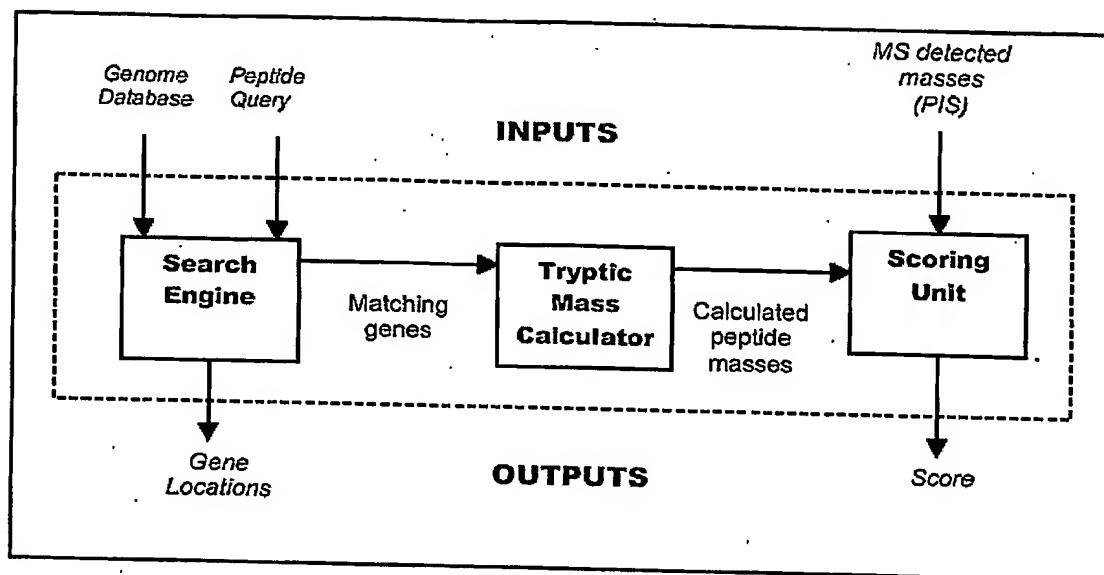 Genome
Database
Peptide
Query
MS detected
masses
(PIS)
INPUTS
Search
Engine
Matching
genes
Tryptic
Mass
Calculator
Calculated
peptide
masses
Scoring
Unit
Gene
Locations
OUTPUTS
Score